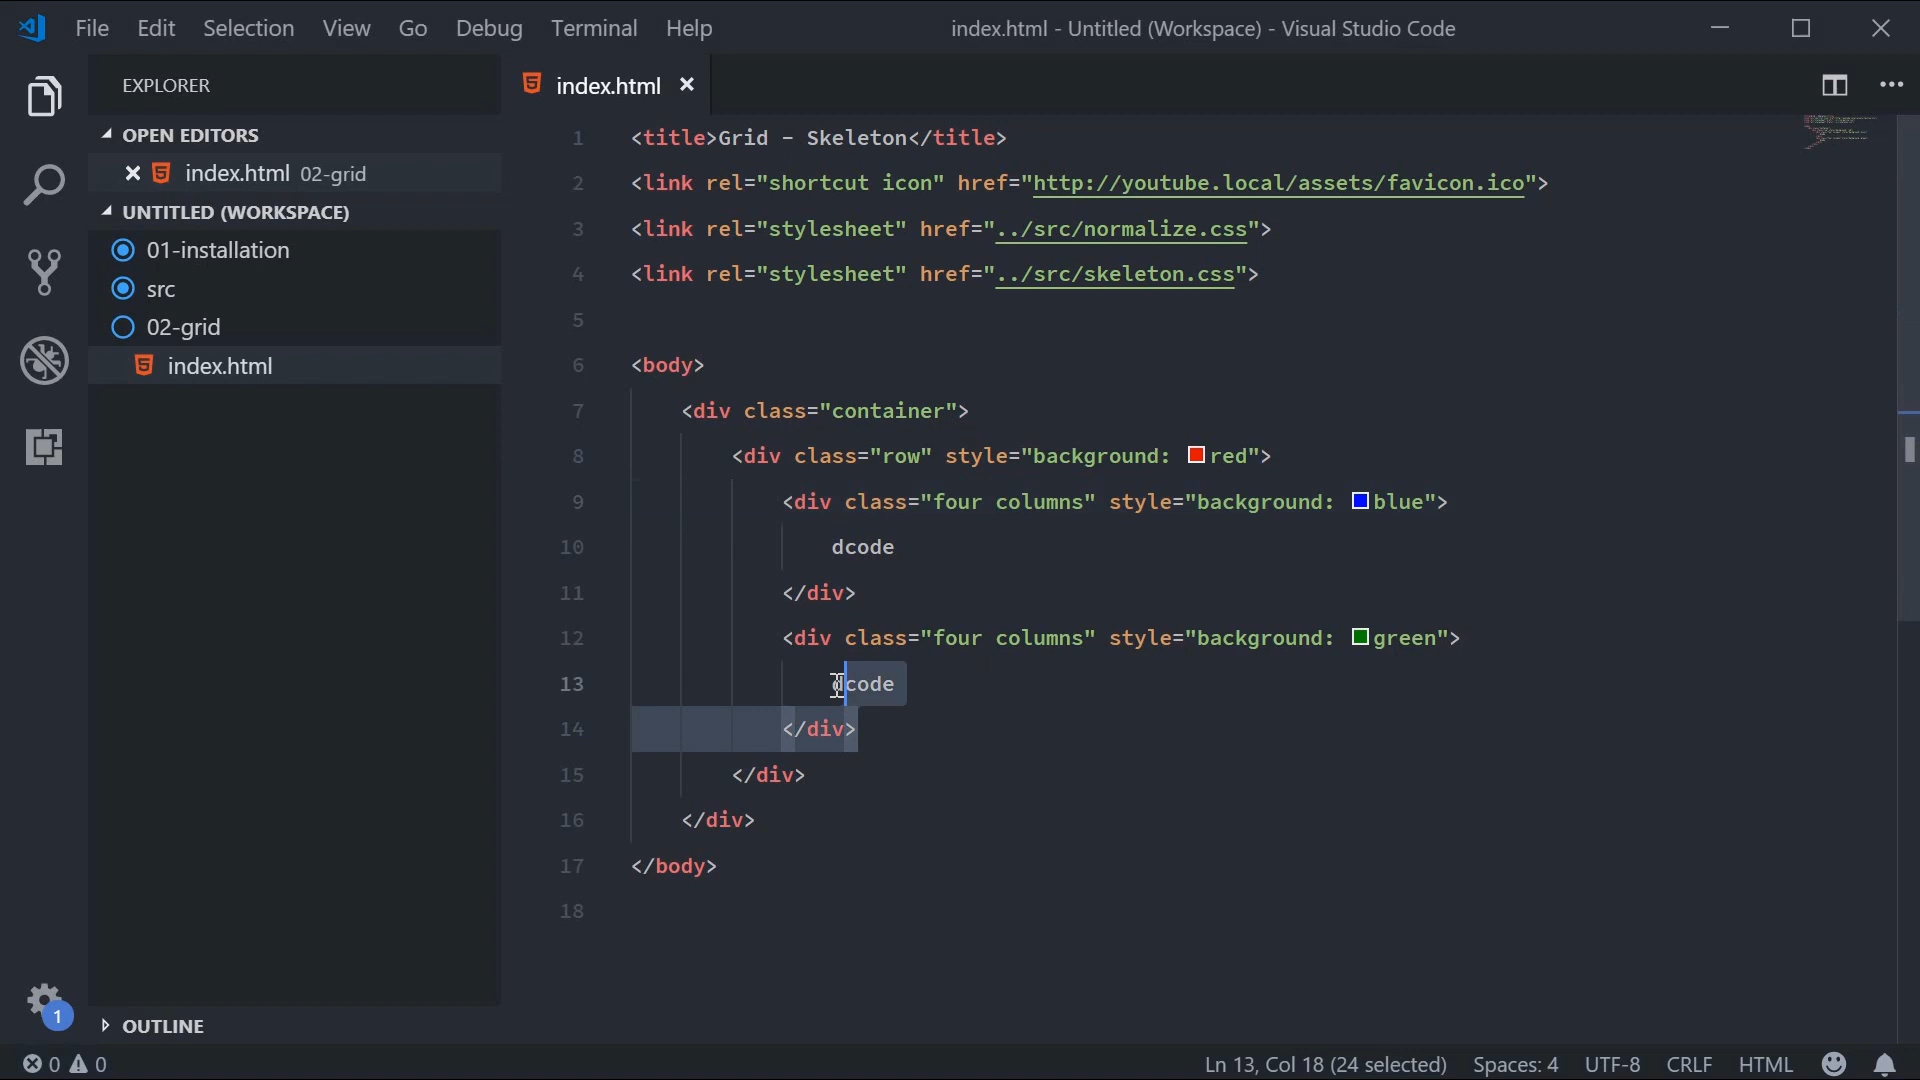 File Edit Selection View Go Debug Terminal Help index.html - Untitled (Workspace) - Visual Studio Code
EXPLORER
index.html
OPEN EDITORS
index.html 02-grid
UNTITLED (WORKSPACE)
01-installation
src
02-grid
index.html
OUTLINE
1 <title>Grid - Skeleton</title>
2 <link rel="shortcut icon" href="http://youtube.local/assets/favicon.ico">
3 <link rel="stylesheet" href="../src/normalize.css">
4 <link rel="stylesheet" href="../src/skeleton.css">
5
6 <body>
7 <div class="container">
8 <div class="row" style="background: red">
9 <div class="four columns" style="background: blue">
10 dcode
11 </div>
12 <div class="four columns" style="background: green">
13 dcode
14 </div>
15 </div>
16 </div>
17 </body>
18
1
0 0 Ln 13, Col 18 (24 selected) Spaces: 4 UTF-8 CRLF HTML